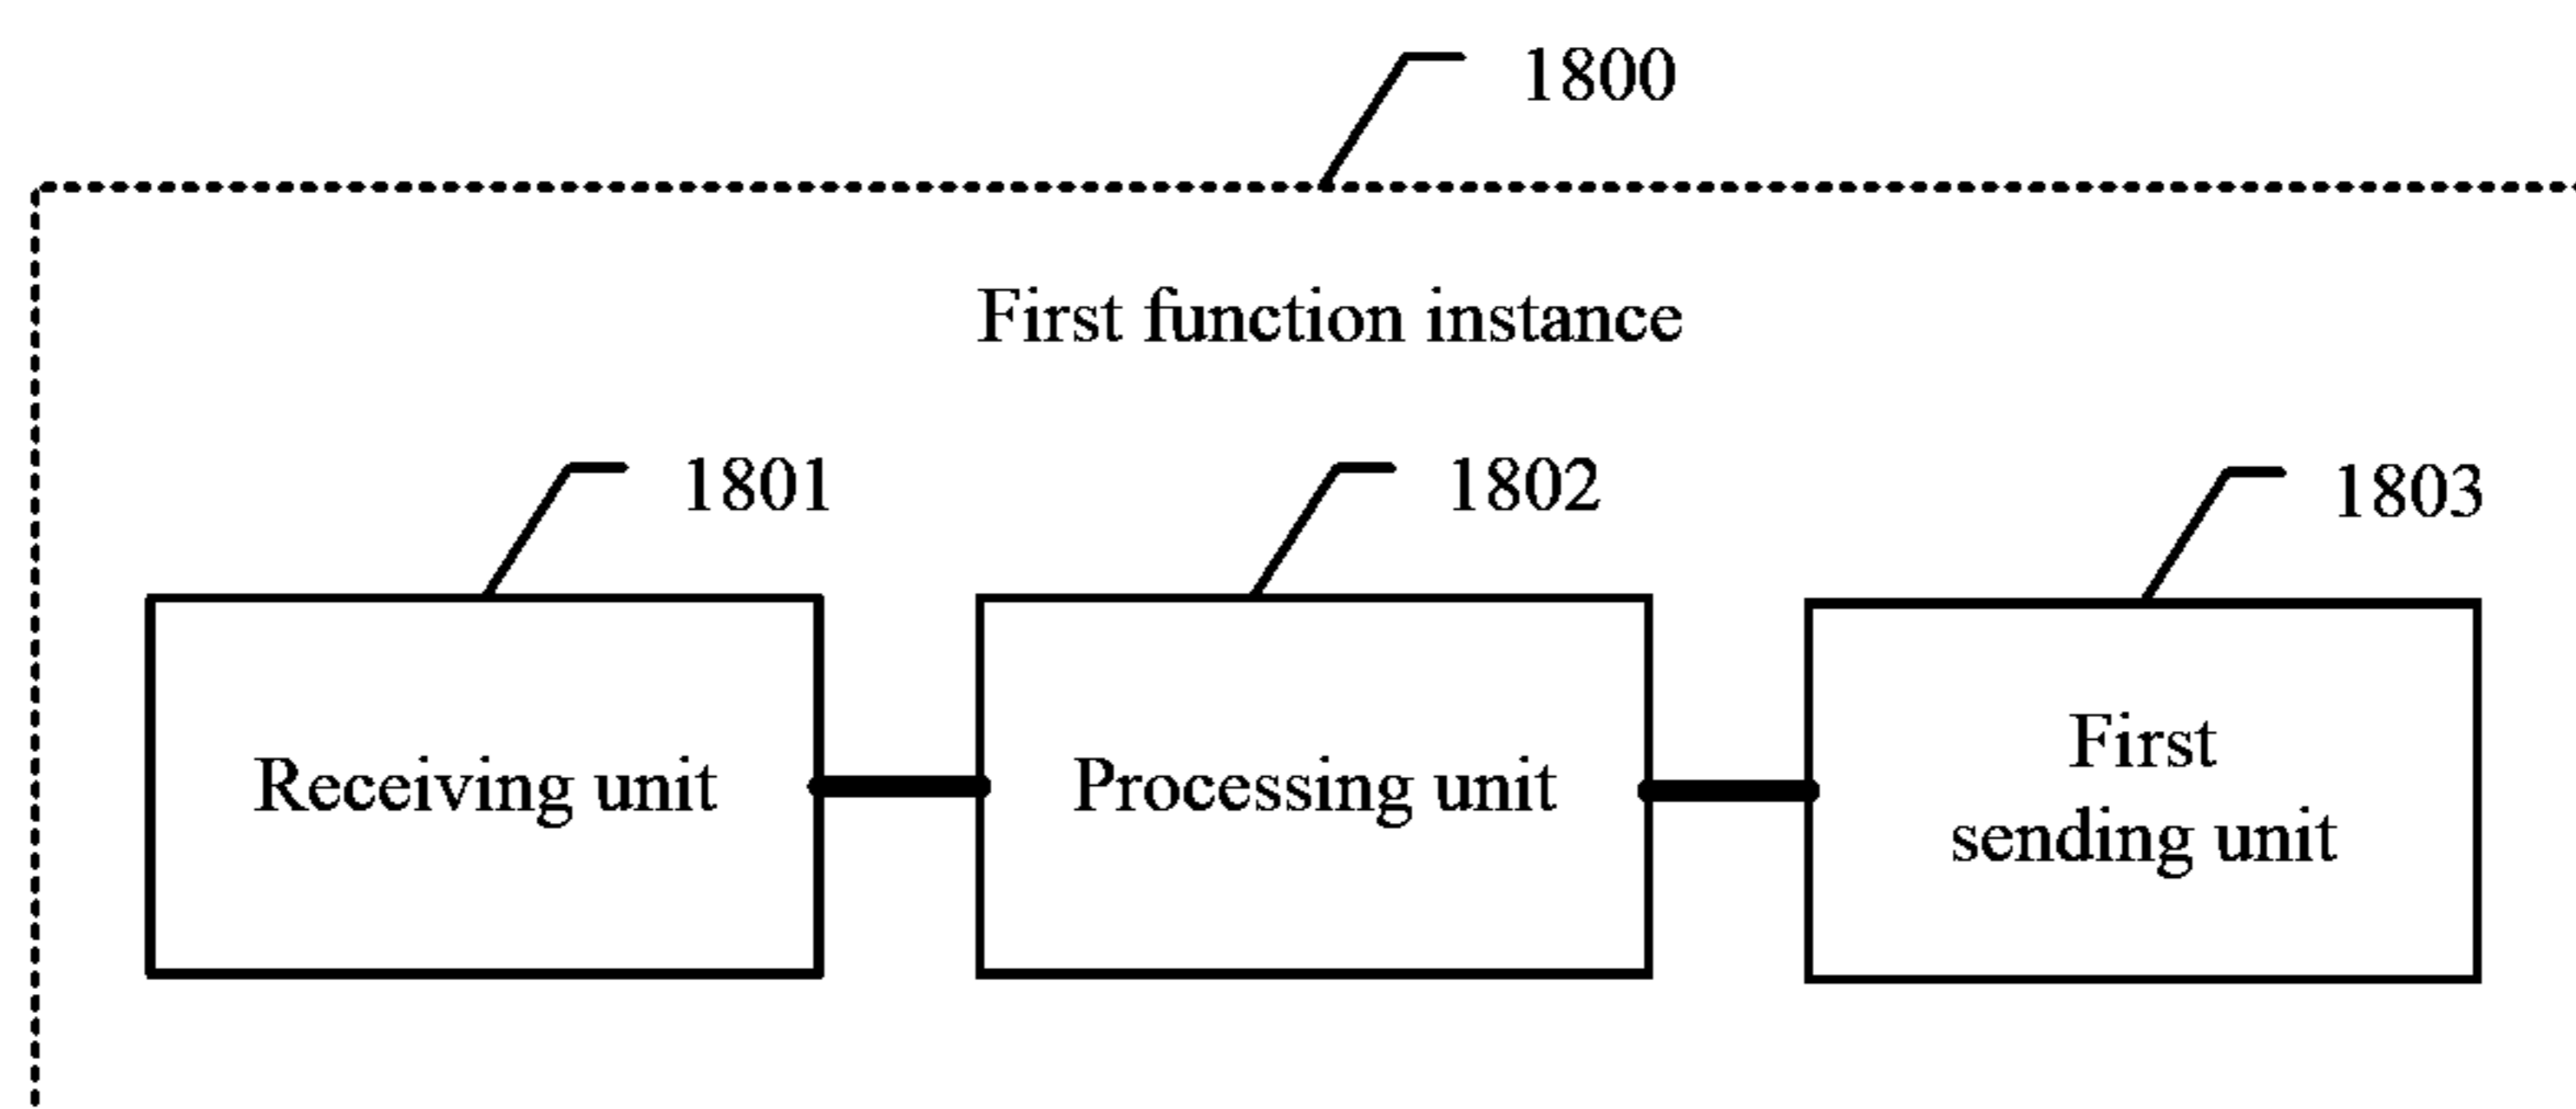 1800
First function instance
1801
1802
1803
Receiving unit
Processing unit
First
sending unit